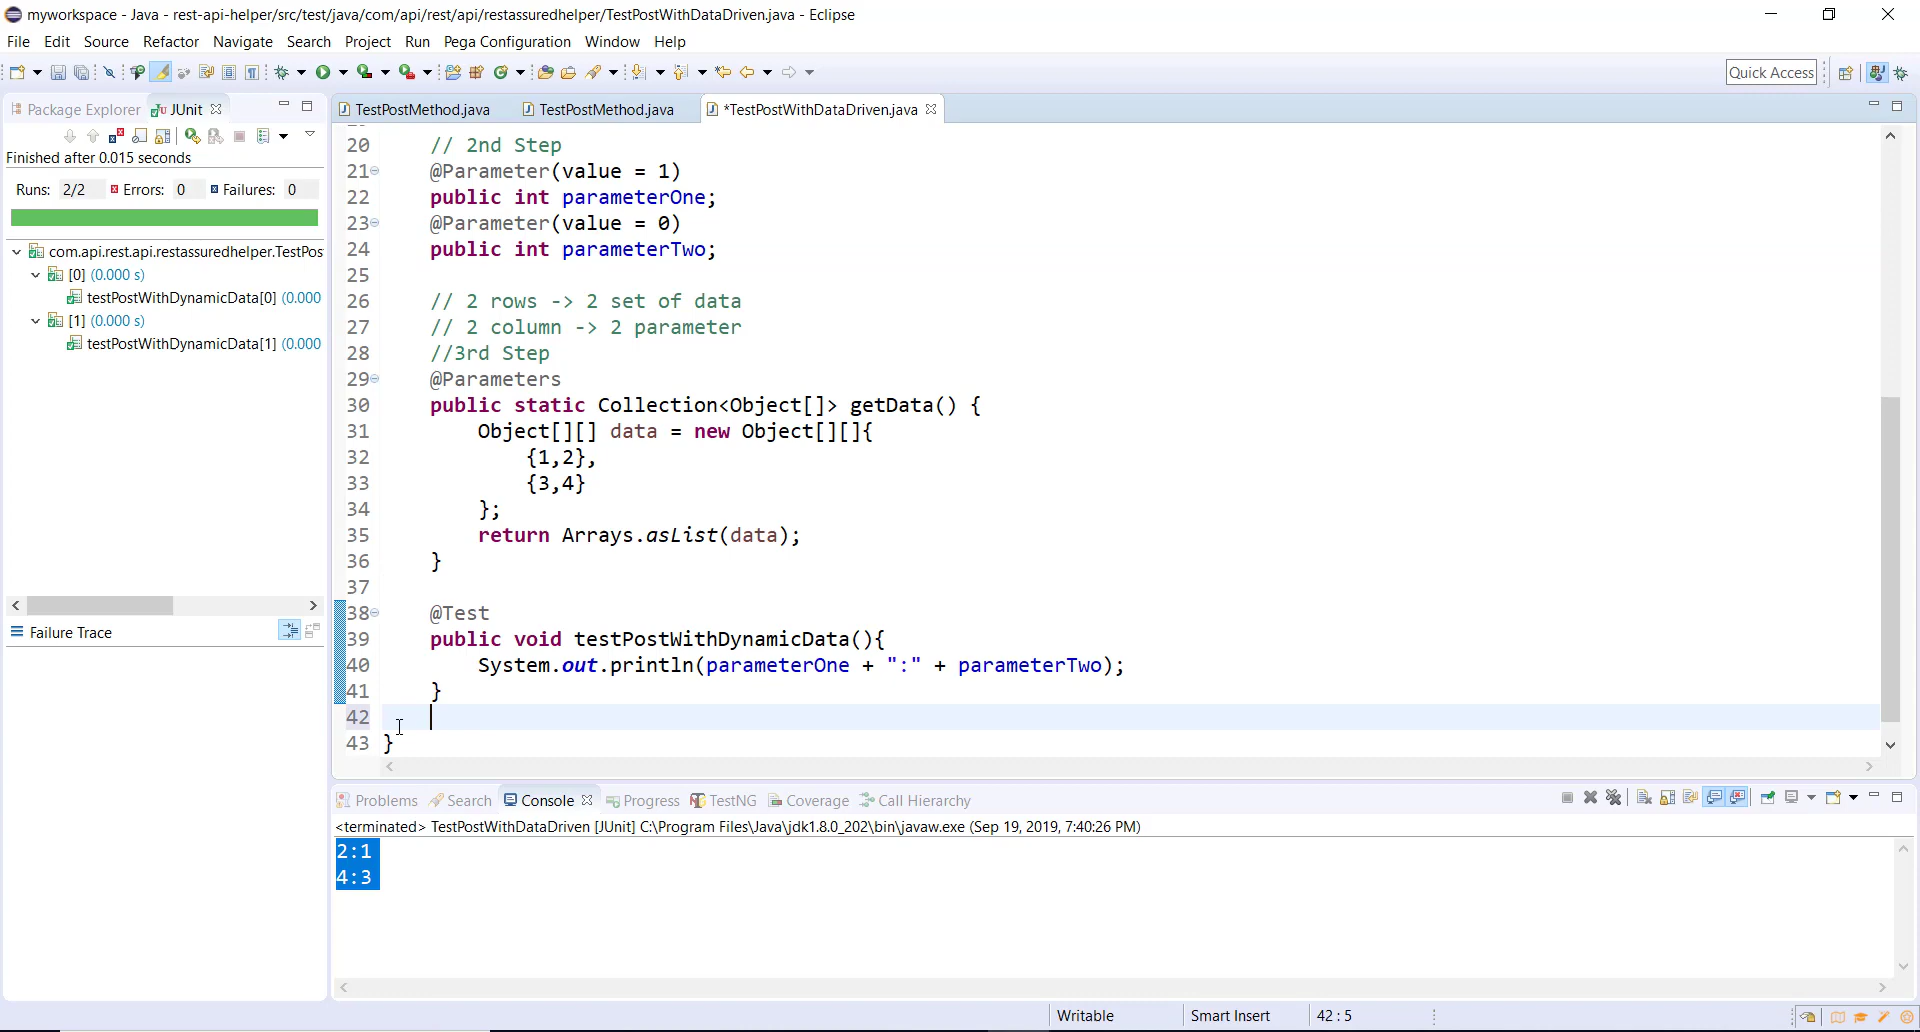 myworkspace - Java - rest-api-helper/src/test/java/com/api/rest/api/restassuredhelper/TestPostWithDataDriven.java - Eclipse
File Edit Source Refactor Navigate Search Project Run Pega Configuration Window Help
Quick Access
Package Explorer JUnit
Finished after 0.015 seconds
Runs: 2/2 Errors: 0 Failures: 0
com.api.rest.api.restassuredhelper.TestPos
[0] (0.000 s)
testPostWithDynamicData[0] (0.000
[1] (0.000 s)
testPostWithDynamicData[1] (0.000
Failure Trace
TestPostMethod.java TestPostMethod.java *TestPostWithDataDriven.java
20 // 2nd Step
21 @Parameter(value = 1)
22 public int parameterOne;
23 @Parameter(value = 0)
24 public int parameterTwo;
25
26 // 2 rows -> 2 set of data
27 // 2 column -> 2 parameter
28 //3rd Step
29 @Parameters
30 public static Collection<Object[]> getData() {
31 Object[][] data = new Object[][]{
32 {1,2},
33 {3,4}
34 };
35 return Arrays.asList(data);
36 }
37
38 @Test
39 public void testPostWithDynamicData(){
40 System.out.println(parameterOne + ":" + parameterTwo);
41 }
42
43 }
Problems Search Console Progress TestNG Coverage Call Hierarchy
<terminated> TestPostWithDataDriven [JUnit] C:\Program Files\Java\jdk1.8.0_202\bin\javaw.exe (Sep 19, 2019, 7:40:26 PM)
2:1
4:3
Writable Smart Insert 42 : 5